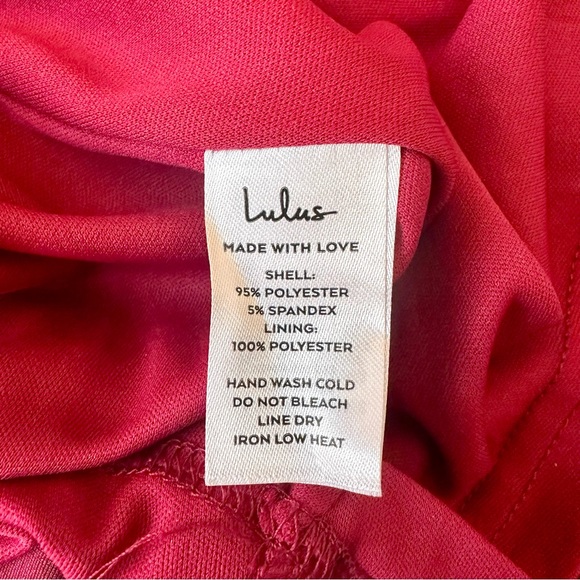 Lulus
MADE WITH LOVE
SHELL:
95% POLYESTER
5% SPANDEX
LINING:
100% POLYESTER
HAND WASH COLD
DO NOT BLEACH
LINE DRY
IRON LOW HEAT